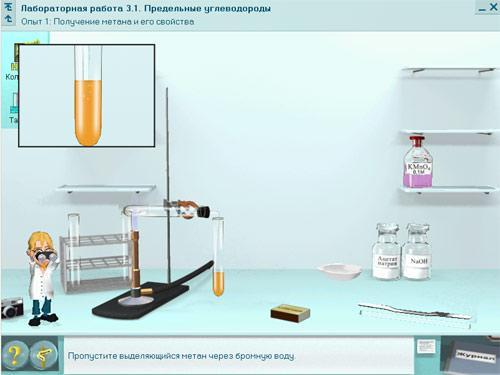 Лабораторная работа 3.1. Предельные углеводороды
Опыт 1: Получение метана и его свойства
KMnO4
0,1М
Ацетат
натрия
NaOH
Пропустите выделяющийся метан через бромную воду.
Журнал